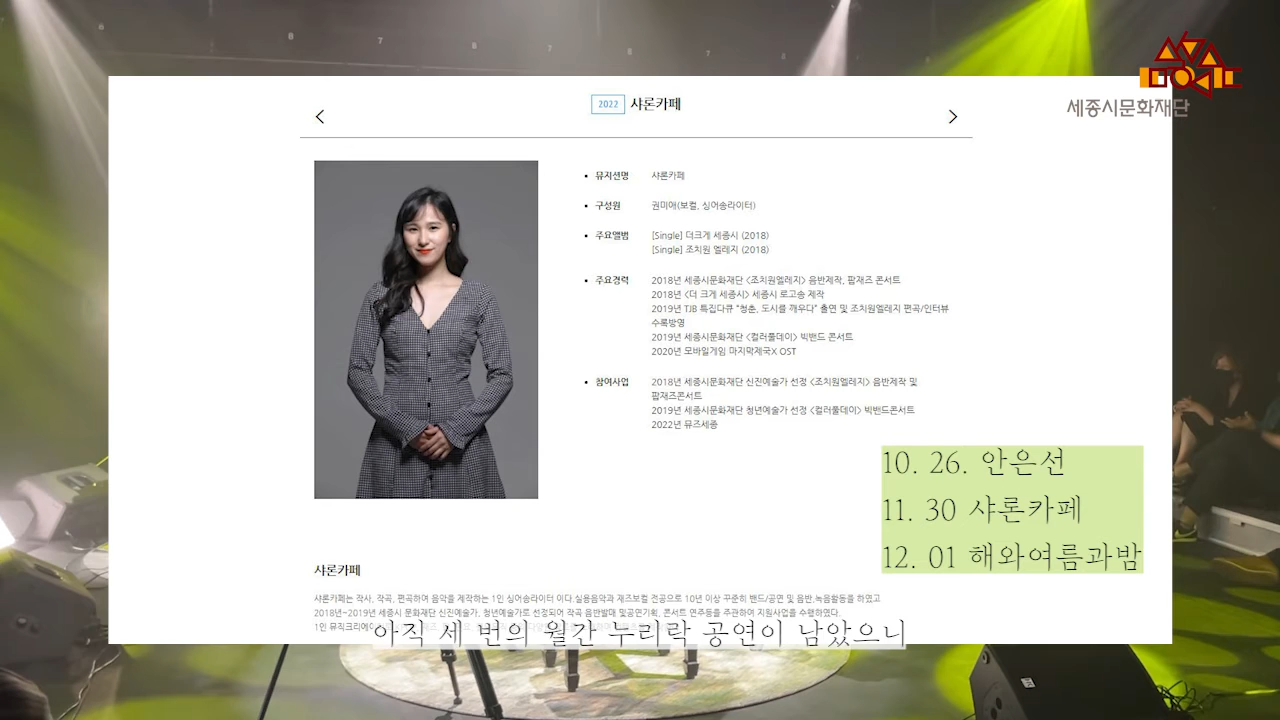 세종시문화재단
2022 샤론카페
뮤지션명 샤론카페
구성원 권미애(보컬, 싱어송라이터)
주요앨범 [Single] 더크게 세종시 (2018)
[Single] 조치원 엘레지 (2018)
주요경력 2018년 세종시문화재단 <조치원엘레지> 음반제작, 팝재즈 콘서트
2018년 <더 크게 세종시> 세종시 로고송 제작
2019년 TJB 특집다큐 "청춘, 도시를 깨우다" 출연 및 조치원엘레지 편곡/인터뷰
수록방영
2019년 세종시문화재단 <컬러풀데이> 빅밴드 콘서트
2020년 모바일게임 마지막제국X OST
참여사업 2018년 세종시문화재단 신진예술가 선정 <조치원엘레지> 음반제작 및
팝재즈콘서트
2019년 세종시문화재단 청년예술가 선정 <컬러풀데이> 빅밴드콘서트
2022년 뮤즈세종
10. 26. 안은선
11. 30 샤론카페
12. 01 해와여름과밤
샤론카페
샤론카페는 작사, 작곡, 편곡하여 음악을 제작하는 1인 싱어송라이터 이다.실용음악과 재즈보컬 전공으로 10년 이상 꾸준히 밴드/공연 및 음반,녹음활동을 하였고
2018년~2019년 세종시 문화재단 신진예술가, 청년예술가로 선정되어 작곡 음반발매 및공연기획, 콘서트 연주등을 주관하여 지원사업을 수행하였다.
1인 뮤직크리에
아직 세 번의 월간 누리락 공연이 남았으니